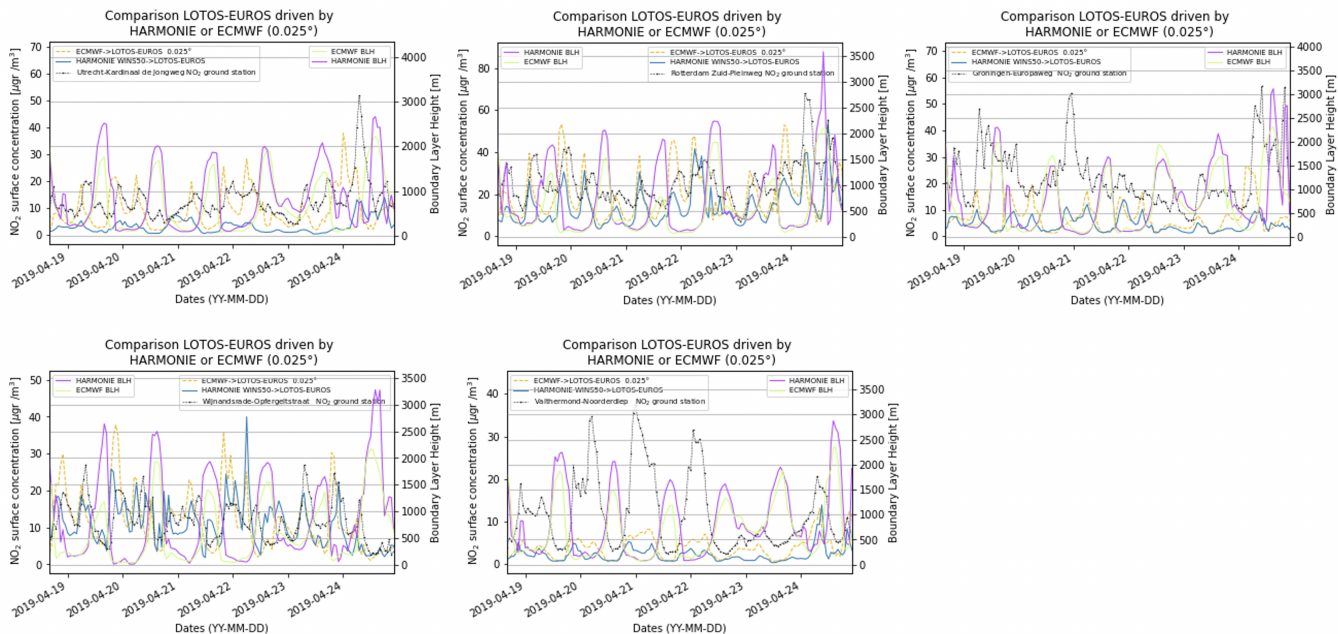 Comparison LOTOS-EUROS driven by
HARMONIE or ECMWF (0.025°)
ECMWF->LOTOS-EUROS 0.025°
HARMONIE WINS50->LOTOS-EUROS
Utrecht-Kardinaal de Jongweg NO2 ground station
ECMWF BLH
HARMONIE BLH
NO2 surface concentration [µgr /m³]
70
60
50
40
30
20
10
0
Boundary Layer Height [m]
4000
3000
2000
1000
0
2019-04-19
2019-04-20
2019-04-21
2019-04-22
2019-04-23
2019-04-24
Dates (YY-MM-DD)
Comparison LOTOS-EUROS driven by
HARMONIE or ECMWF (0.025°)
HARMONIE BLH
ECMWF BLH
ECMWF->LOTOS-EUROS 0.025°
HARMONIE WINS50->LOTOS-EUROS
Rotterdam Zuid-Pleinweg NO2 ground station
NO2 surface concentration [µgr /m³]
80
60
40
20
0
Boundary Layer Height [m]
3500
3000
2500
2000
1500
1000
500
0
2019-04-19
2019-04-20
2019-04-21
2019-04-22
2019-04-23
2019-04-24
Dates (YY-MM-DD)
Comparison LOTOS-EUROS driven by
HARMONIE or ECMWF (0.025°)
ECMWF->LOTOS-EUROS 0.025°
HARMONIE WINS50->LOTOS-EUROS
Groningen-Europaweg NO2 ground station
ECMWF BLH
HARMONIE BLH
NO2 surface concentration [µgr /m³]
70
60
50
40
30
20
10
0
Boundary Layer Height [m]
4000
3500
3000
2500
2000
1500
1000
500
0
2019-04-19
2019-04-20
2019-04-21
2019-04-22
2019-04-23
2019-04-24
Dates (YY-MM-DD)
Comparison LOTOS-EUROS driven by
HARMONIE or ECMWF (0.025°)
HARMONIE BLH
ECMWF BLH
ECMWF->LOTOS-EUROS 0.025°
HARMONIE WINS50->LOTOS-EUROS
Wijnandsrade-Opfergeltstraat NO2 ground station
NO2 surface concentration [µgr /m³]
50
40
30
20
10
0
Boundary Layer Height [m]
3500
3000
2500
2000
1500
1000
500
0
2019-04-19
2019-04-20
2019-04-21
2019-04-22
2019-04-23
2019-04-24
Dates (YY-MM-DD)
Comparison LOTOS-EUROS driven by
HARMONIE or ECMWF (0.025°)
ECMWF->LOTOS-EUROS 0.025°
HARMONIE WINS50->LOTOS-EUROS
Valthermond-Noorderdiep NO2 ground station
HARMONIE BLH
ECMWF BLH
NO2 surface concentration [µgr /m³]
40
30
20
10
0
Boundary Layer Height [m]
3500
3000
2500
2000
1500
1000
500
0
2019-04-19
2019-04-20
2019-04-21
2019-04-22
2019-04-23
2019-04-24
Dates (YY-MM-DD)